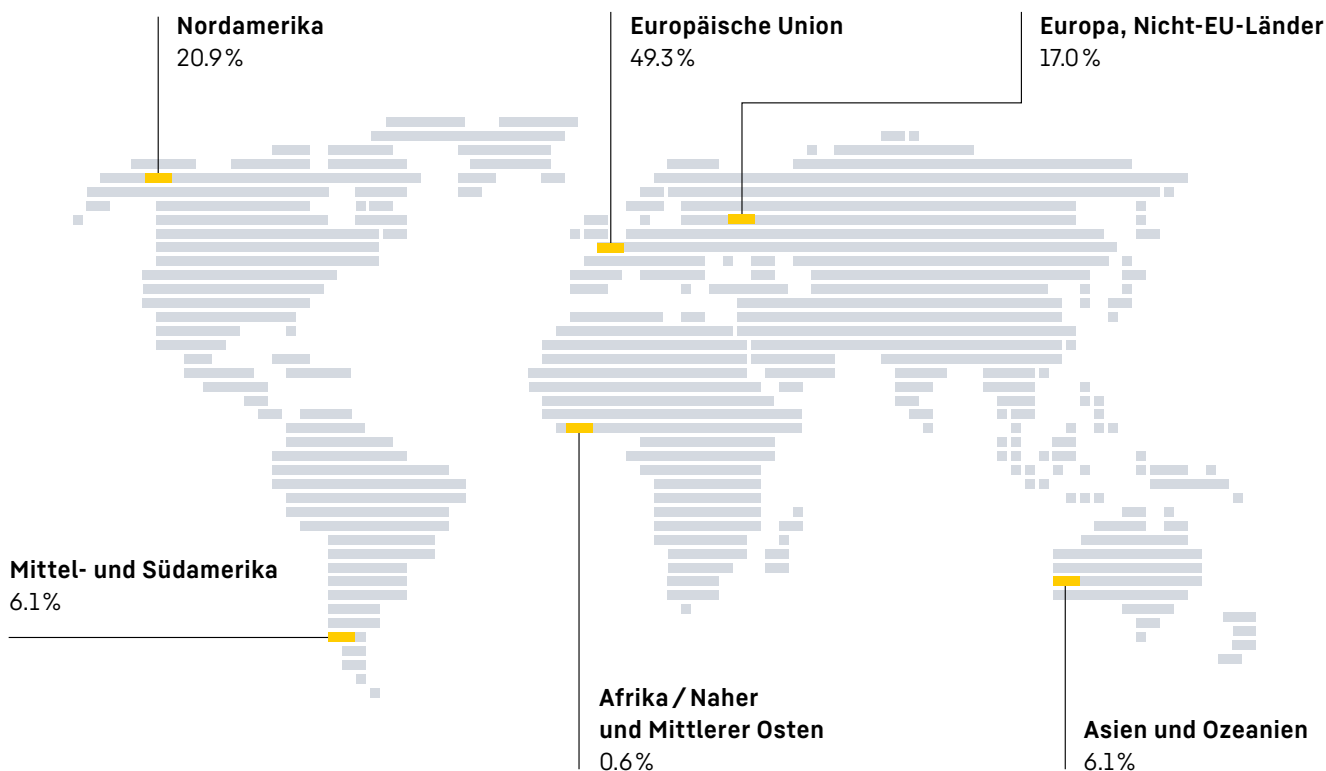 Nordamerika
20.9 %
Europäische Union
49.3 %
Europa, Nicht-EU-Länder
17.0 %
Mittel- und Südamerika
6.1 %
Afrika / Naher
und Mittlerer Osten
0.6 %
Asien und Ozeanien
6.1 %